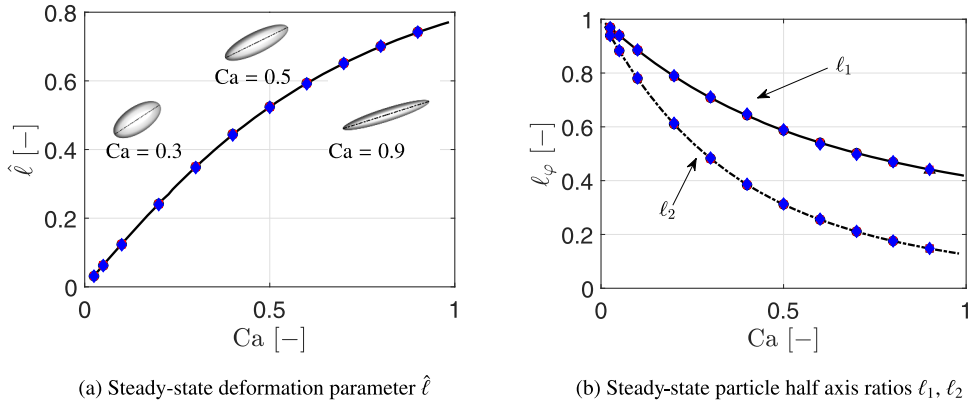 0.8
0.6
0.4
0.2
0
0
0.5
1
ℓ̂ [−]
Ca [−]
Ca = 0.3
Ca = 0.5
Ca = 0.9
(a) Steady-state deformation parameter ℓ̂
1
0.8
0.6
0.4
0.2
0
0
0.5
1
ℓ_φ [−]
Ca [−]
ℓ₁
ℓ₂
(b) Steady-state particle half axis ratios ℓ₁, ℓ₂